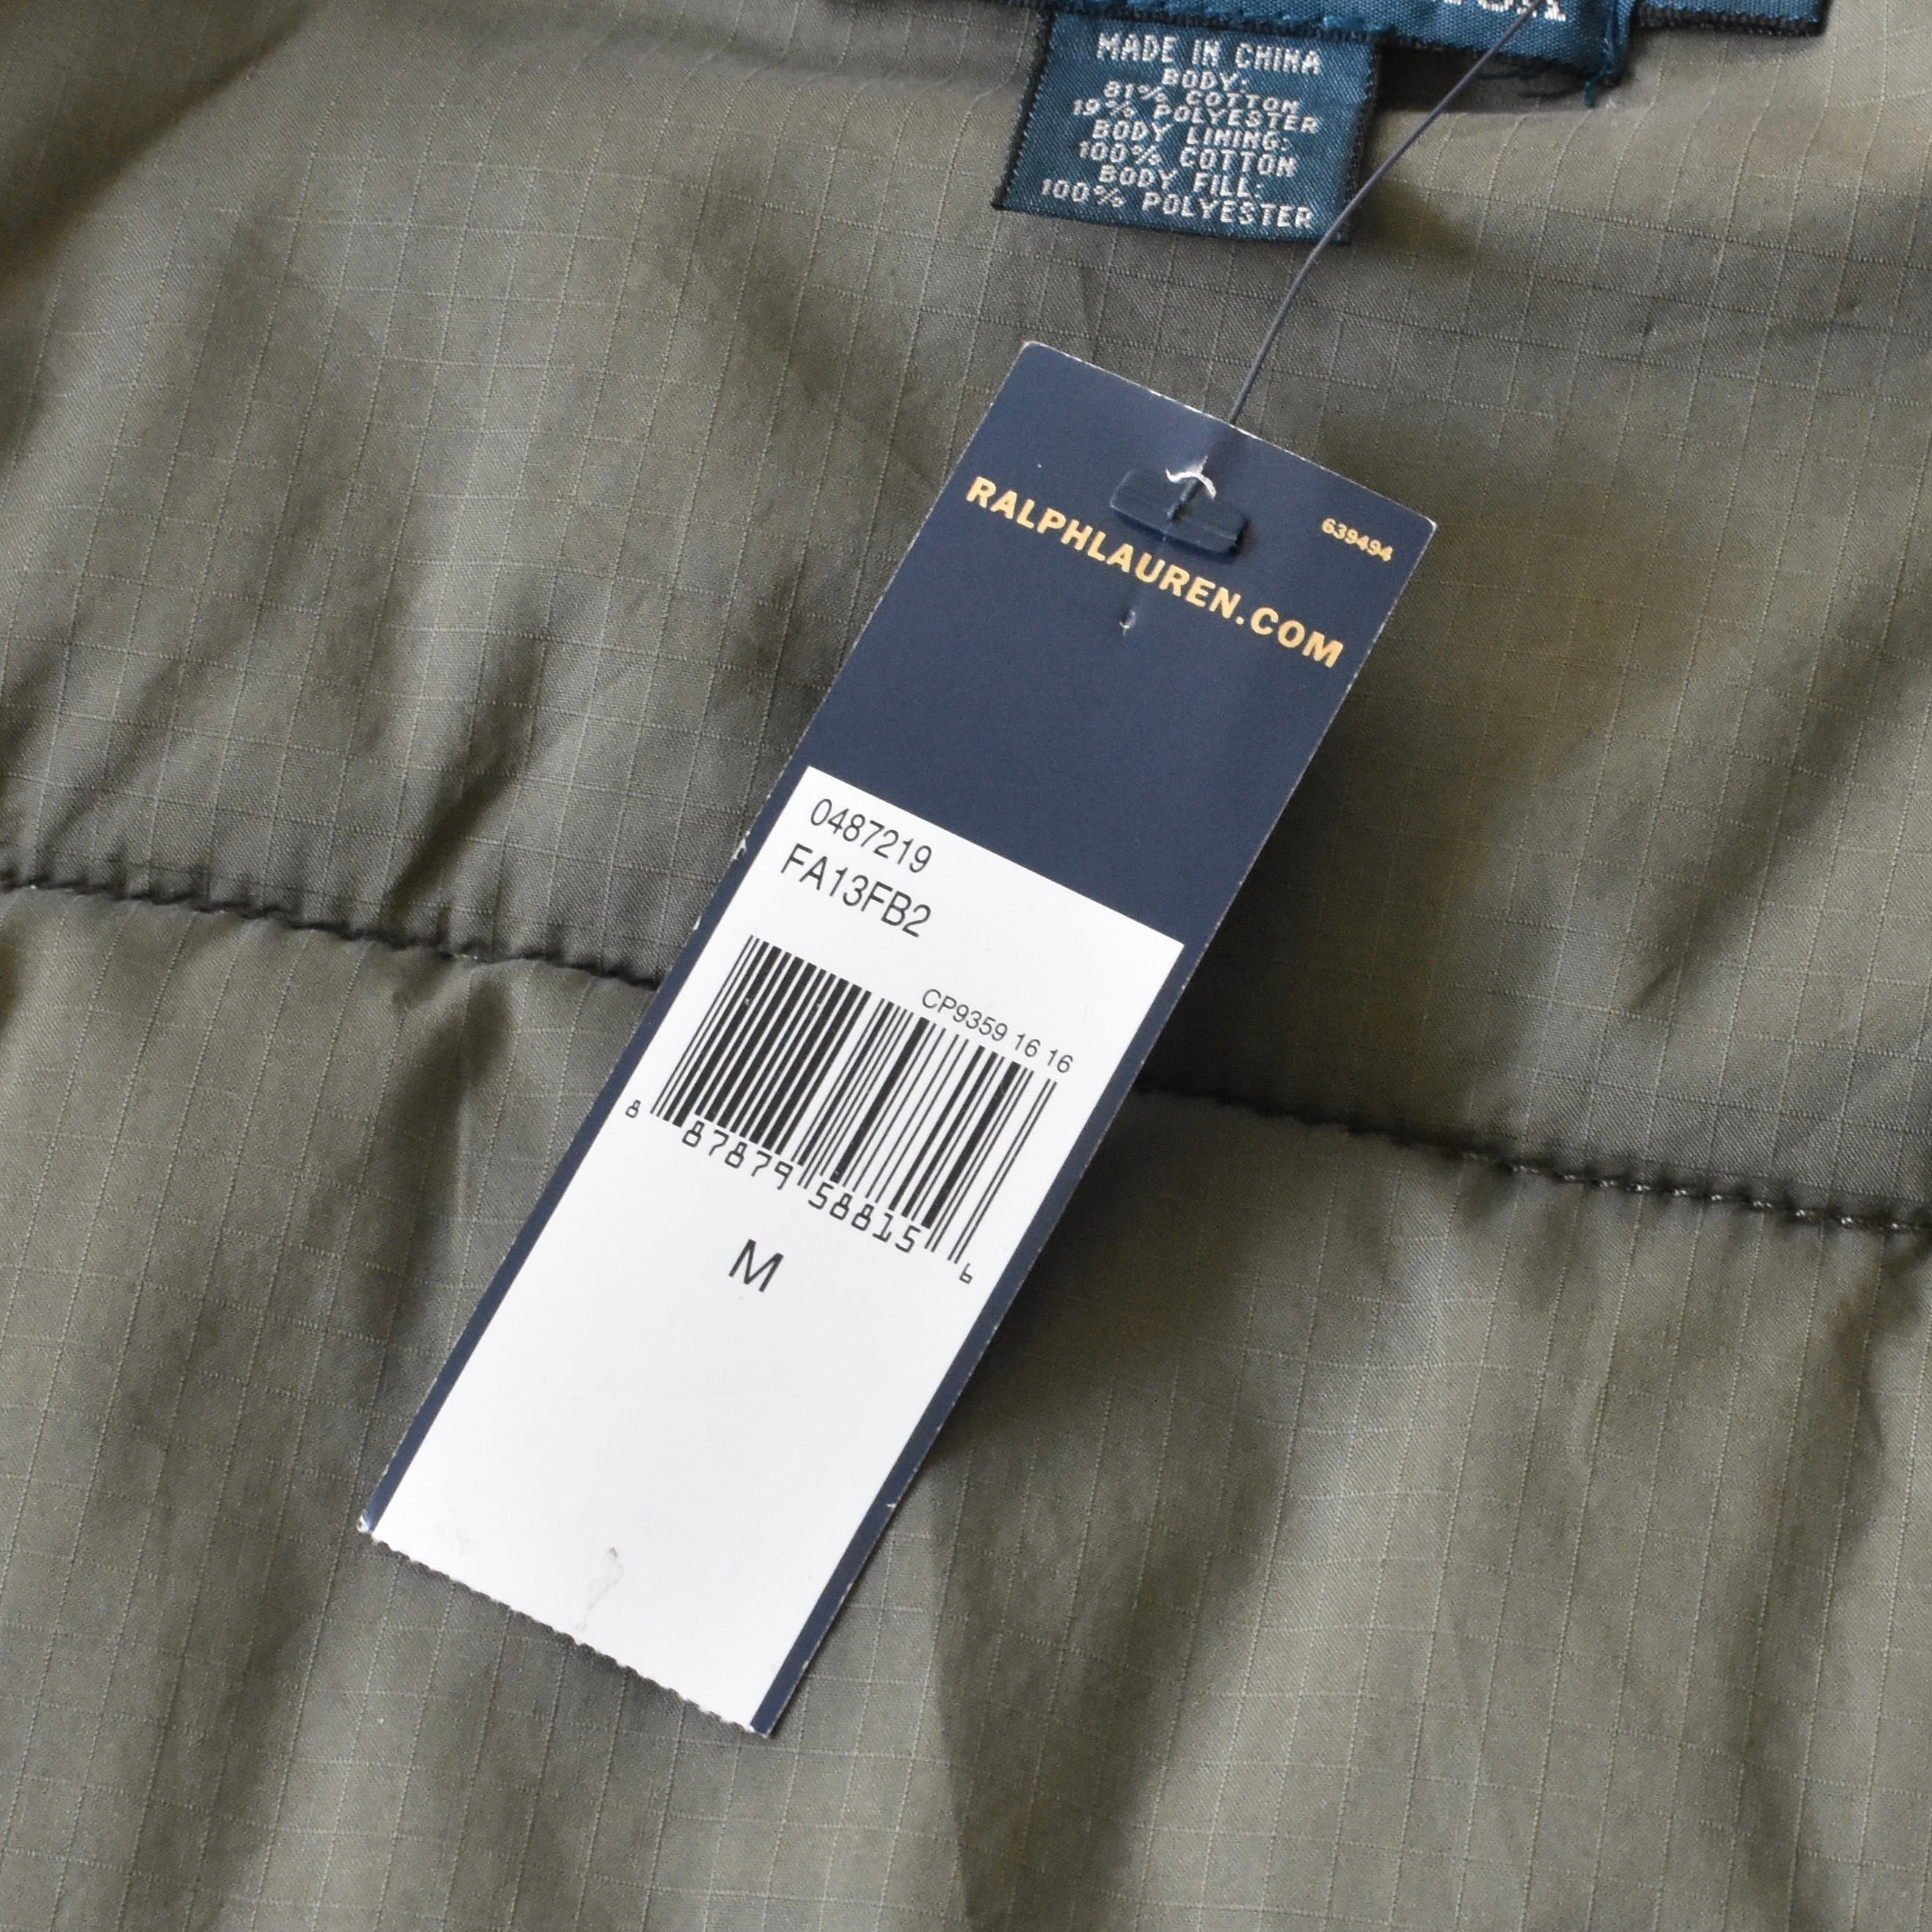 MADE IN CHINA
BODY:
81% COTTON
19% POLYESTER
BODY LINING:
100% COTTON
BODY FILL:
100% POLYESTER
639494
RALPHLAUREN.COM
0487219
FA13FB2
CP9359 16 16
8 87879 58815 6
M